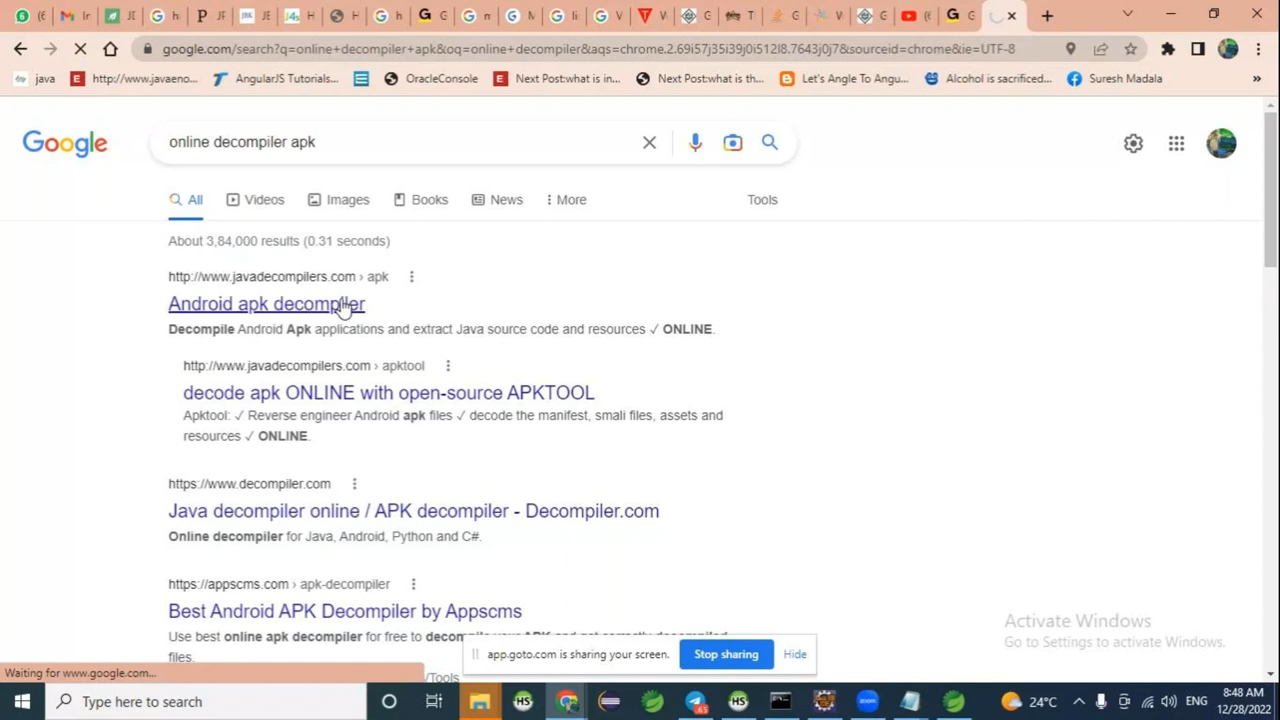 google.com/search?q=online+decompiler+apk&oq=online+decompiler&aqs=chrome.2.69i57j35i39j0i512l8.7643j0j7&sourceid=chrome&ie=UTF-8
java
http://www.javaeno...
AngularJS Tutorials...
OracleConsole
Next Post:what is in...
Next Post:what is th...
Let's Angle To Angu...
Alcohol is sacrificed...
Suresh Madala
»
Google
online decompiler apk
All
Videos
Images
Books
News
More
Tools
About 3,84,000 results (0.31 seconds)
http://www.javadecompilers.com › apk
Android apk decompiler
Decompile Android Apk applications and extract Java source code and resources ✓ ONLINE.
http://www.javadecompilers.com › apktool
decode apk ONLINE with open-source APKTOOL
Apktool: ✓ Reverse engineer Android apk files ✓ decode the manifest, smali files, assets and
resources ✓ ONLINE.
https://www.decompiler.com
Java decompiler online / APK decompiler - Decompiler.com
Online decompiler for Java, Android, Python and C#.
https://appscms.com › apk-decompiler
Best Android APK Decompiler by Appscms
Use best online apk decompiler for free to
files.
/Tools
Activate Windows
Go to Settings to activate Windows.
app.goto.com is sharing your screen.
Stop sharing
Hide
Waiting for www.google.com...
Type here to search
24°C
ENG
8:48 AM
12/28/2022